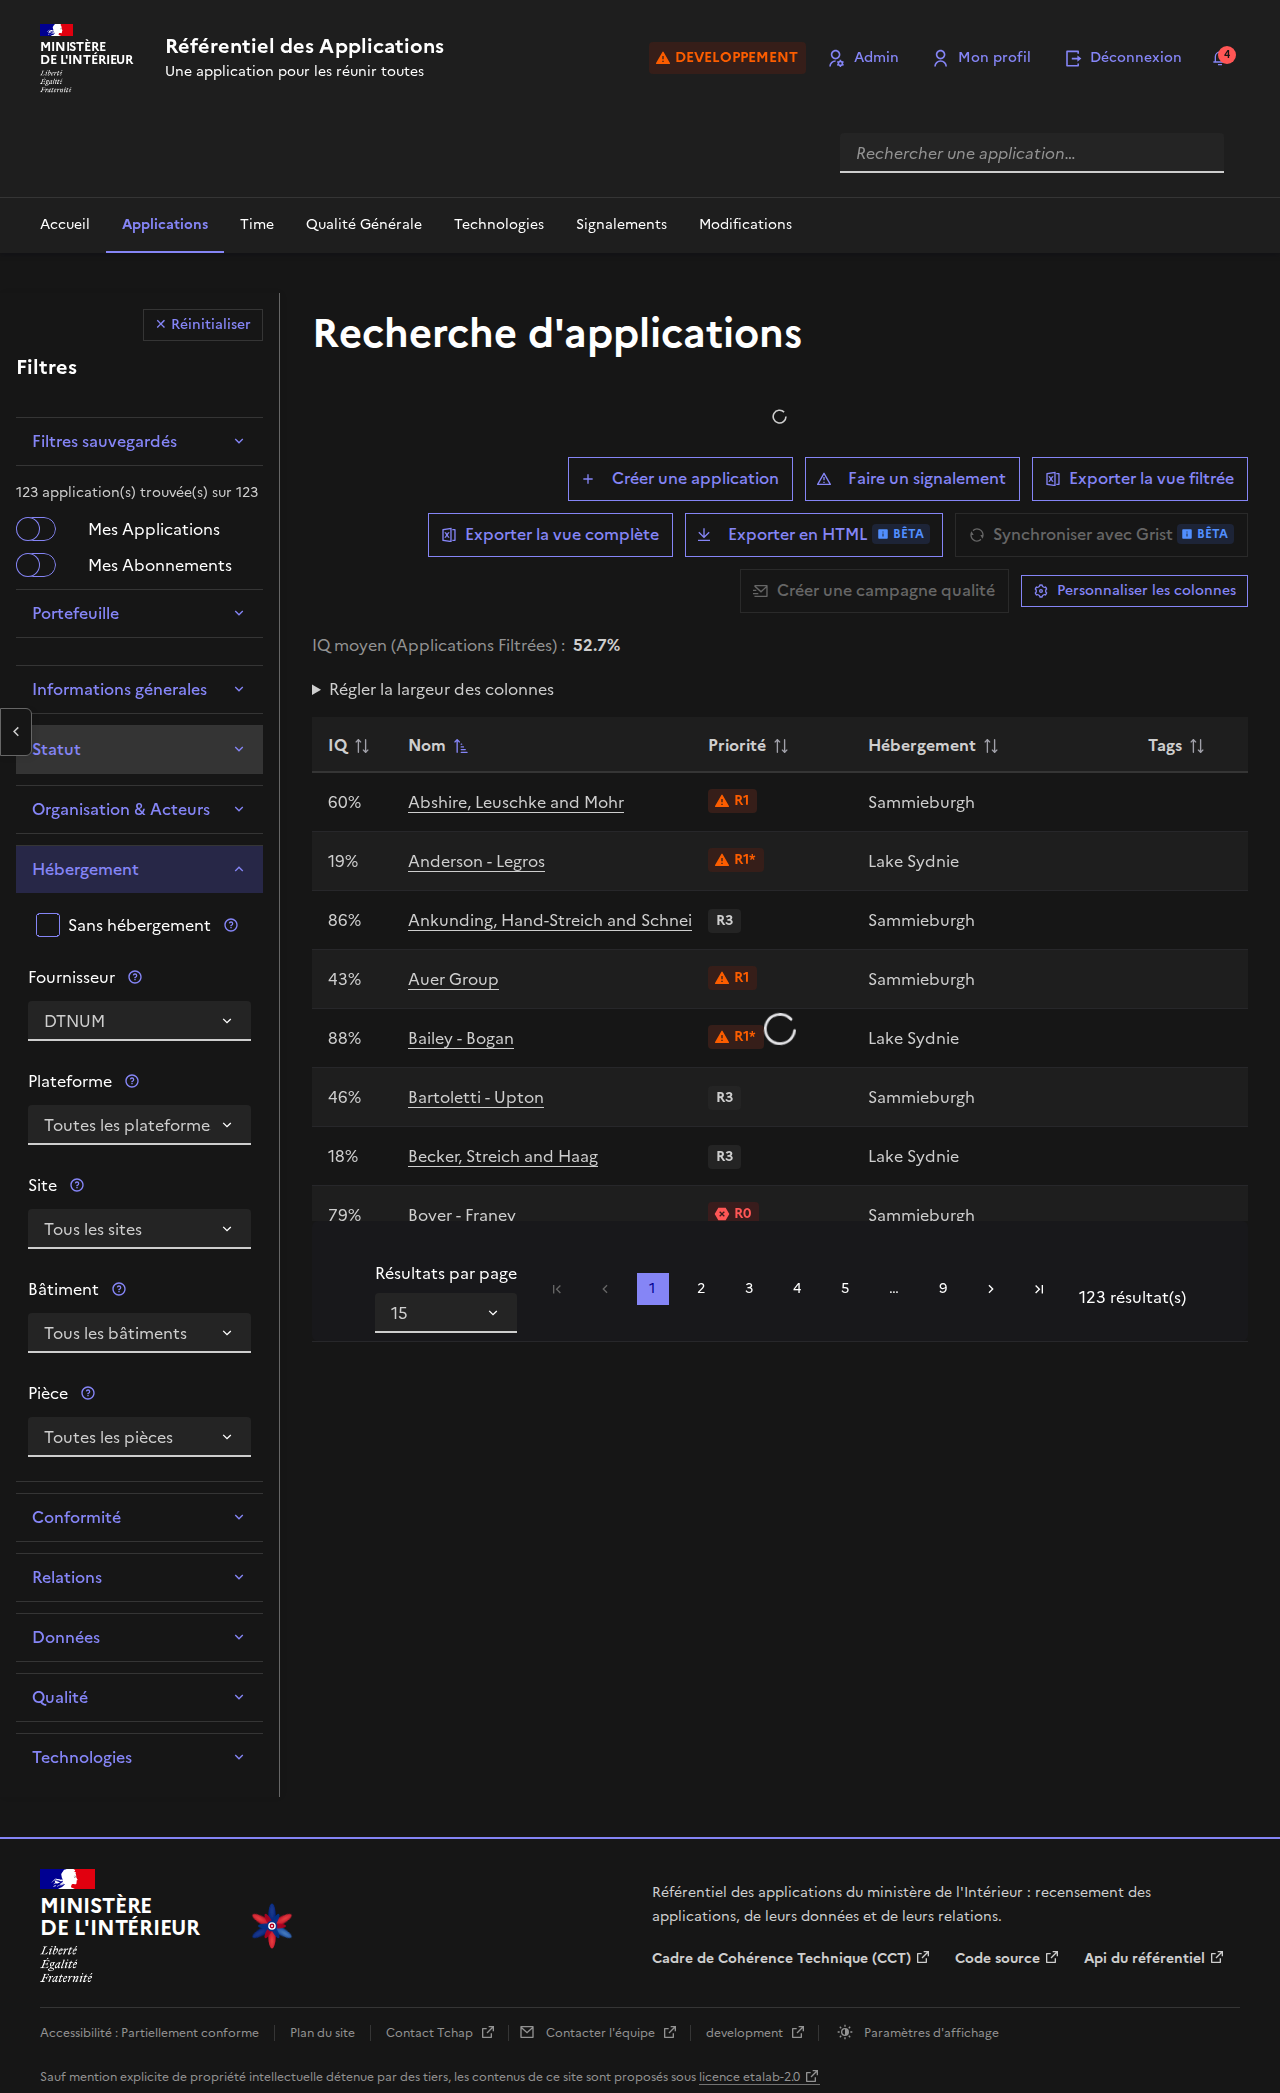 MINISTÈRE
DE L'INTÉRIEUR
Liberté
Égalité
Fraternité
Référentiel des Applications
Une application pour les réunir toutes
DEVELOPPEMENT
Admin
Mon profil
Déconnexion
4
Rechercher une application...
Accueil
Applications
Time
Qualité Générale
Technologies
Signalements
Modifications
Réinitialiser
Filtres
Filtres sauvegardés
123 application(s) trouvée(s) sur 123
Mes Applications
Mes Abonnements
Portefeuille
Informations génerales
Statut
Organisation & Acteurs
Hébergement
Sans hébergement
Fournisseur
DTNUM
Plateforme
Toutes les plateforme
Site
Tous les sites
Bâtiment
Tous les bâtiments
Pièce
Toutes les pièces
Conformité
Relations
Données
Qualité
Technologies
Recherche d'applications
Créer une application
Faire un signalement
Exporter la vue filtrée
Exporter la vue complète
Exporter en HTML BÊTA
Synchroniser avec Grist BÊTA
Créer une campagne qualité
Personnaliser les colonnes
IQ moyen (Applications Filtrées) : 52.7%
Régler la largeur des colonnes
IQ Nom Priorité Hébergement Tags
60% Abshire, Leuschke and Mohr R1 Sammieburgh
19% Anderson - Legros R1* Lake Sydnie
86% Ankunding, Hand-Streich and Schnei R3 Sammieburgh
43% Auer Group R1 Sammieburgh
88% Bailey - Bogan R1* Lake Sydnie
46% Bartoletti - Upton R3 Sammieburgh
18% Becker, Streich and Haag R3 Lake Sydnie
79% Boyer - Franey R0 Sammieburgh
Résultats par page
15
1 2 3 4 5 … 9
123 résultat(s)
MINISTÈRE
DE L'INTÉRIEUR
Liberté
Égalité
Fraternité
Référentiel des applications du ministère de l'Intérieur : recensement des
applications, de leurs données et de leurs relations.
Cadre de Cohérence Technique (CCT)
Code source
Api du référentiel
Accessibilité : Partiellement conforme
Plan du site
Contact Tchap
Contacter l'équipe
development
Paramètres d'affichage
Sauf mention explicite de propriété intellectuelle détenue par des tiers, les contenus de ce site sont proposés sous licence etalab-2.0